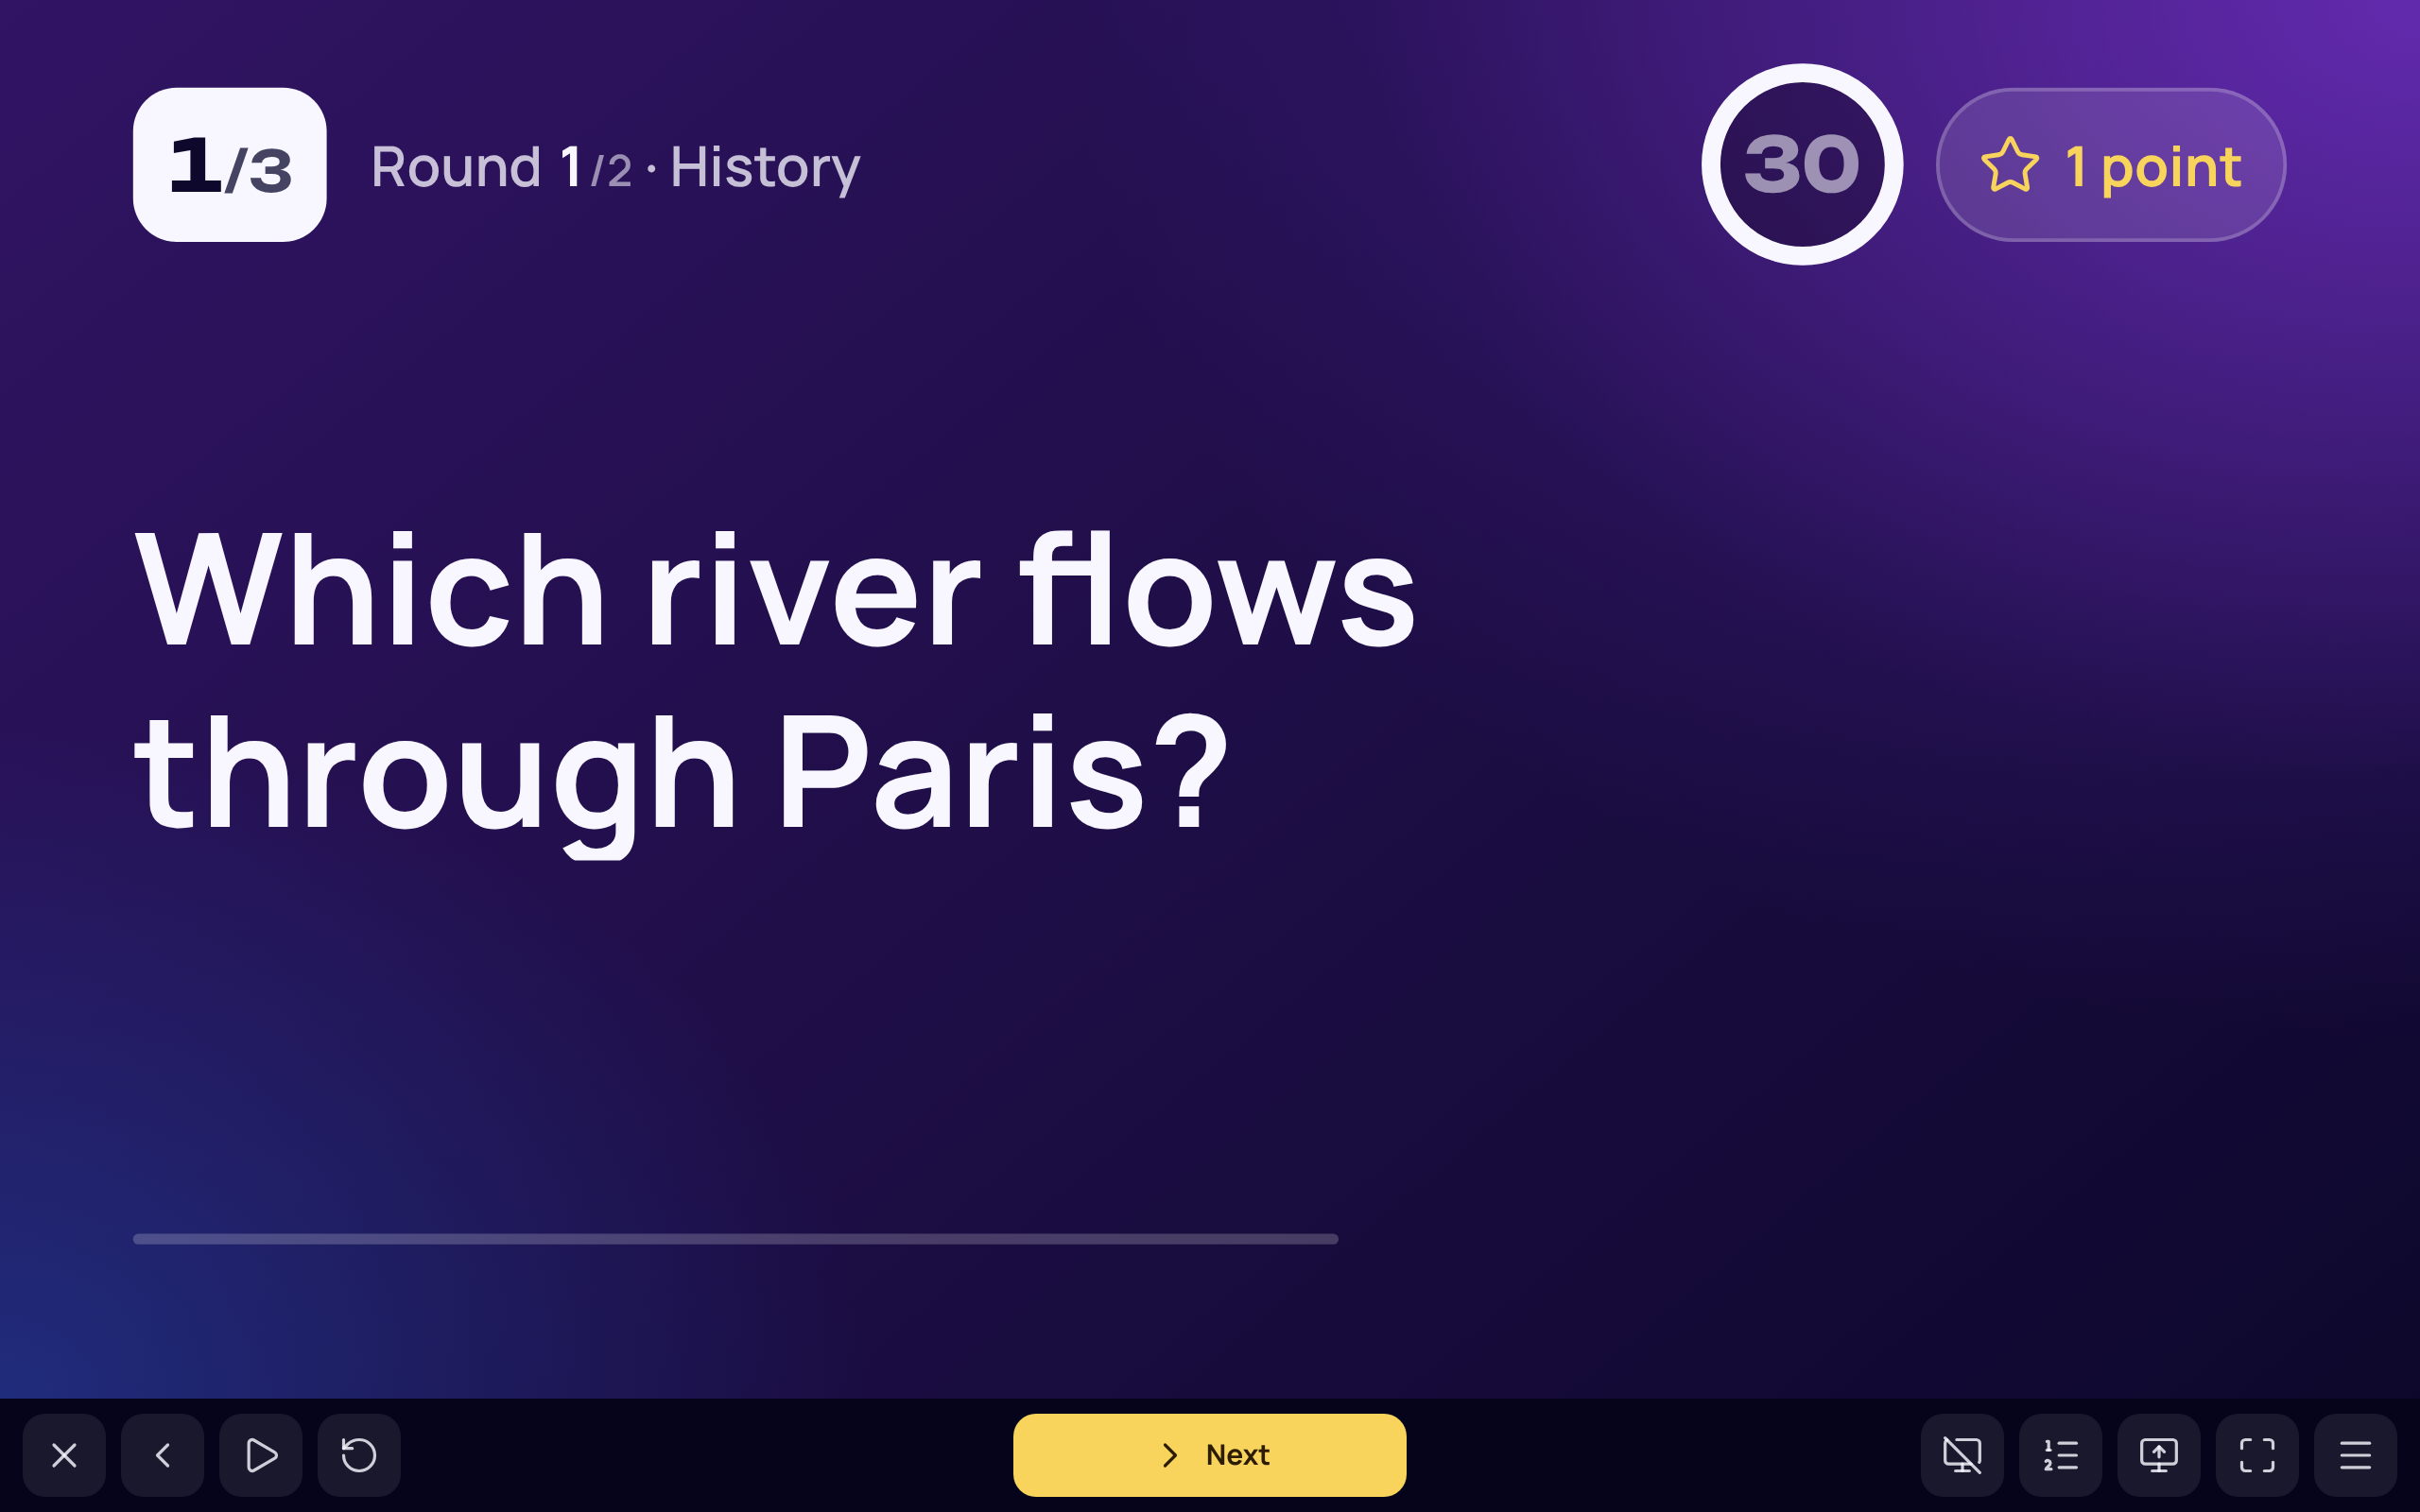 1/3
Round 1 /2 · History
30
1 point
Which river flows
through Paris?
Next